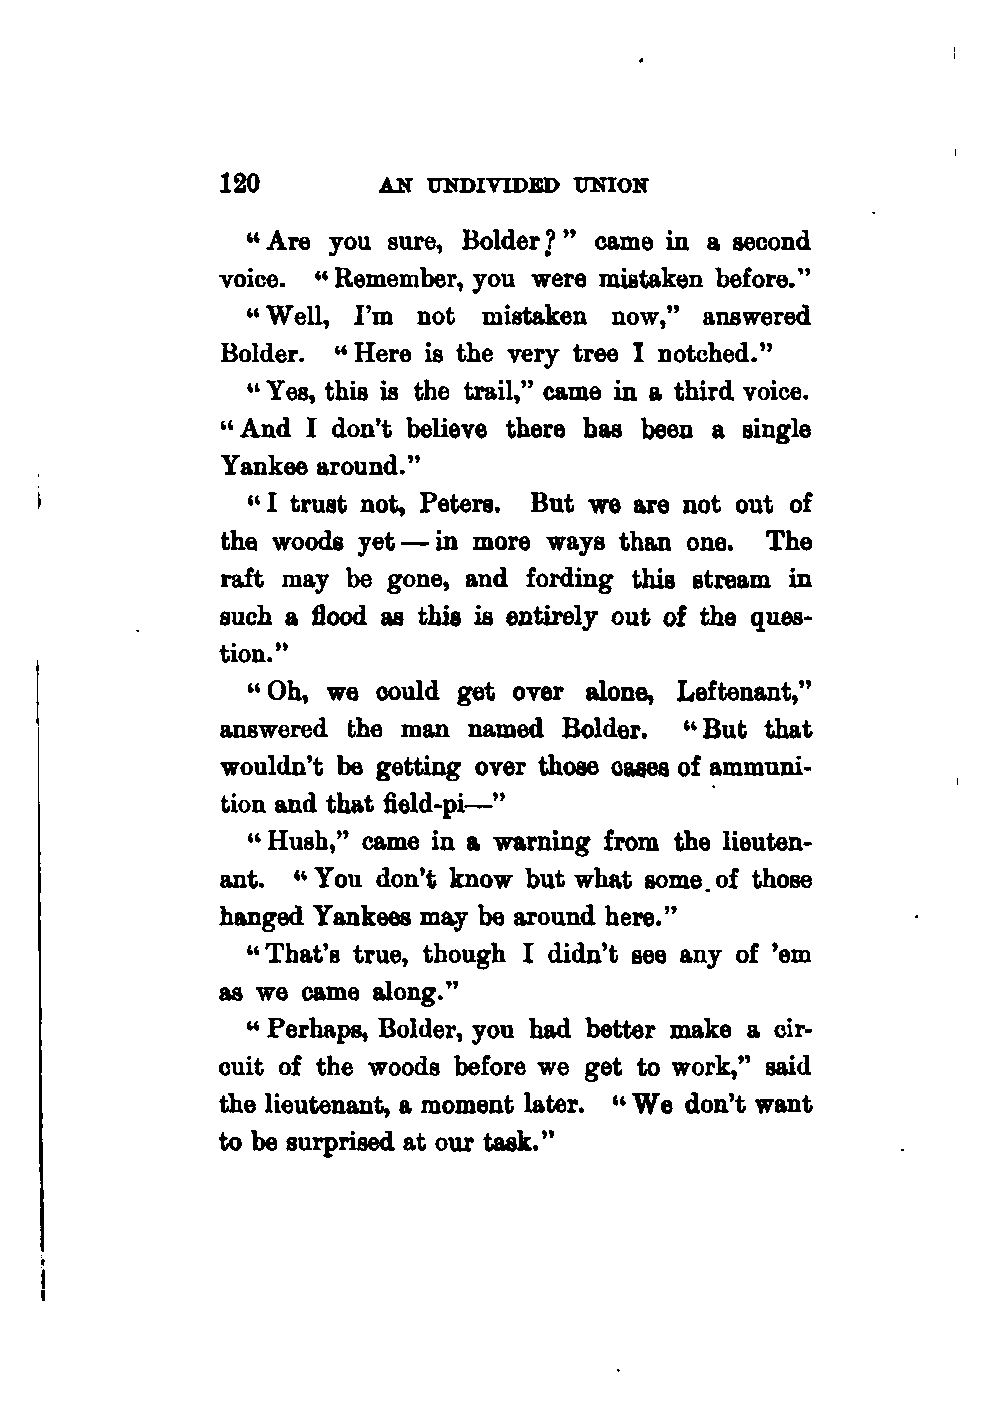 120 AN UNDIVIDED UNION
“Are you sure, Bolder?” came in a second
voice. “Remember, you were mistaken before.”
“Well, I’m not mistaken now,” answered
Bolder. “Here is the very tree I notched.”
“Yes, this is the trail,” came in a third voice.
“And I don’t believe there has been a single
Yankee around.”
“I trust not, Peters. But we are not out of
the woods yet — in more ways than one. The
raft may be gone, and fording this stream in
such a flood as this is entirely out of the ques-
tion.”
“Oh, we could get over alone, Leftenant,”
answered the man named Bolder. “But that
wouldn’t be getting over those cases of ammuni-
tion and that field-pi—”
“Hush,” came in a warning from the lieuten-
ant. “You don’t know but what some of those
hanged Yankees may be around here.”
“That’s true, though I didn’t see any of ’em
as we came along.”
“Perhaps, Bolder, you had better make a cir-
cuit of the woods before we get to work,” said
the lieutenant, a moment later. “We don’t want
to be surprised at our task.”